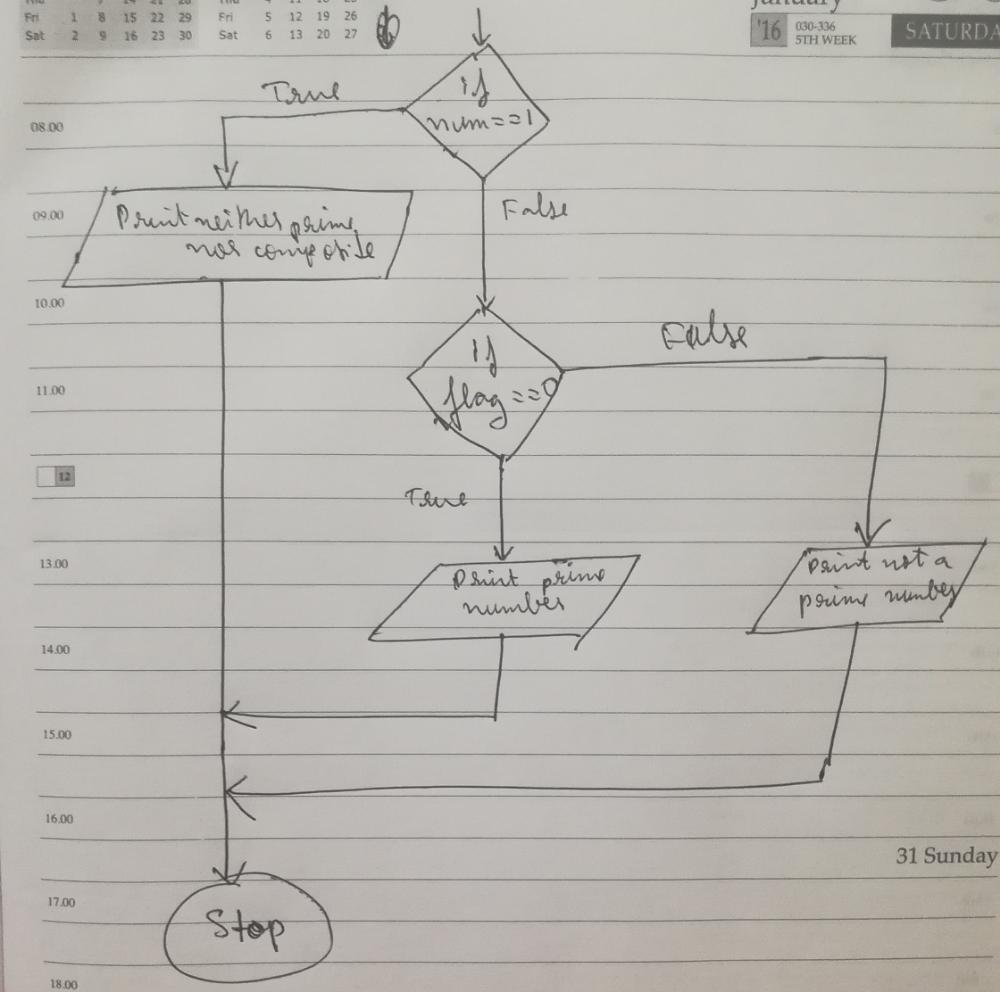 Fri 1 8 15 22 29 Fri 5 12 19 26
Sat 2 9 16 23 30 Sat 6 13 20 27
January
'16 030-336
5TH WEEK
SATURDA
if
num==1
True
08.00
False
09.00
Print neither prime
nor composite
10.00
if
flag==0
False
11.00
12
True
13.00
Print prime
number
Print not a
prime number
14.00
15.00
16.00
31 Sunday
17.00
Stop
18.00